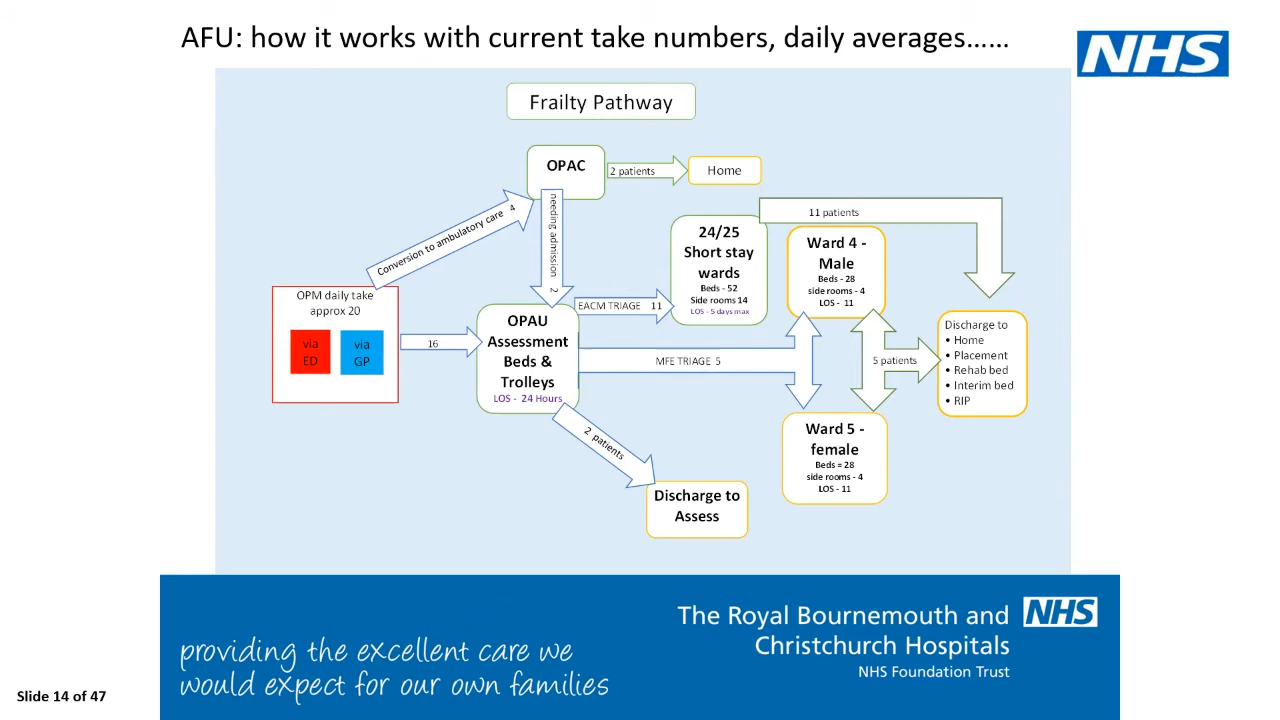 AFU: how it works with current take numbers, daily averages……
NHS
Frailty Pathway
OPAC
2 patients
Home
Conversion to ambulatory care 4
needing admission 2
11 patients
24/25
Short stay
wards
Beds - 52
Side rooms 14
LOS - 5 days max
Ward 4 -
Male
Beds - 28
side rooms - 4
LOS - 11
OPM daily take
approx 20
via
ED
via
GP
16
OPAU
Assessment
Beds &
Trolleys
LOS - 24 Hours
EACM TRIAGE 11
MFE TRIAGE 5
5 patients
Discharge to
• Home
• Placement
• Rehab bed
• Interim bed
• RIP
2 patients
Discharge to
Assess
Ward 5 -
female
Beds = 28
side rooms - 4
LOS - 11
providing the excellent care we
would expect for our own families
The Royal Bournemouth and
Christchurch Hospitals
NHS Foundation Trust
NHS
Slide 14 of 47